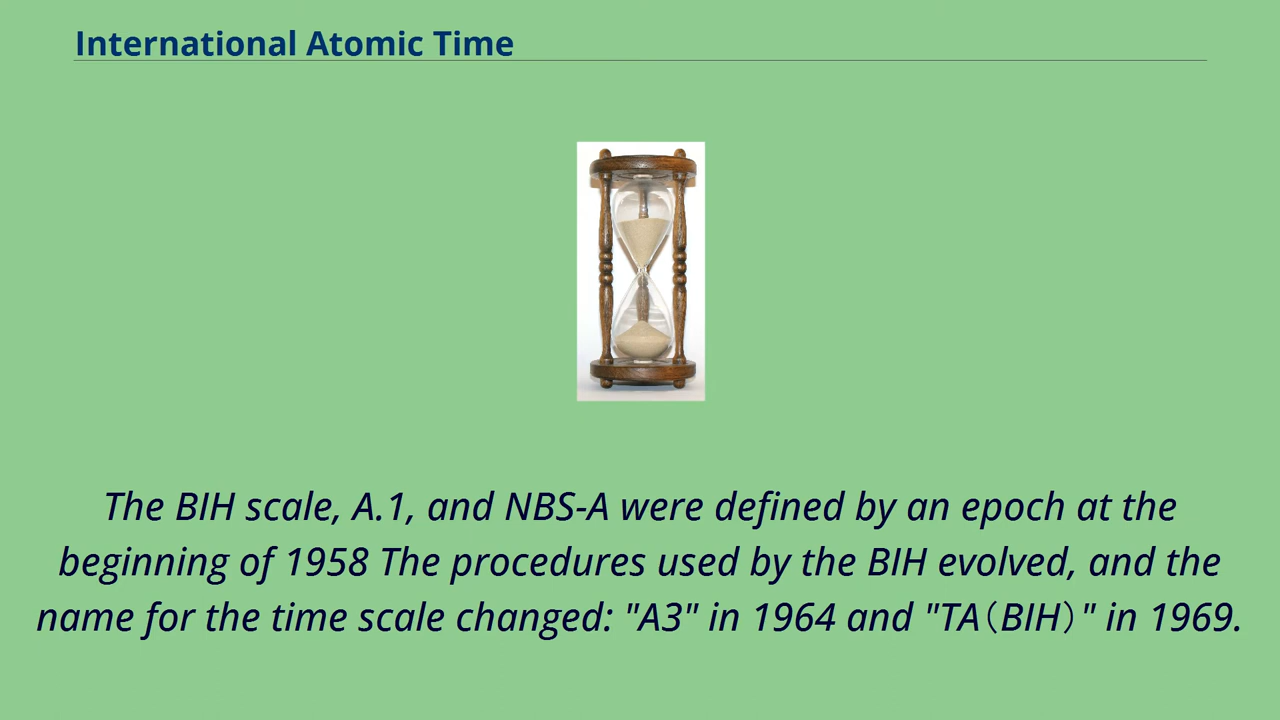 International Atomic Time
The BIH scale, A.1, and NBS-A were defined by an epoch at the
beginning of 1958 The procedures used by the BIH evolved, and the
name for the time scale changed: "A3" in 1964 and "TA（BIH）" in 1969.